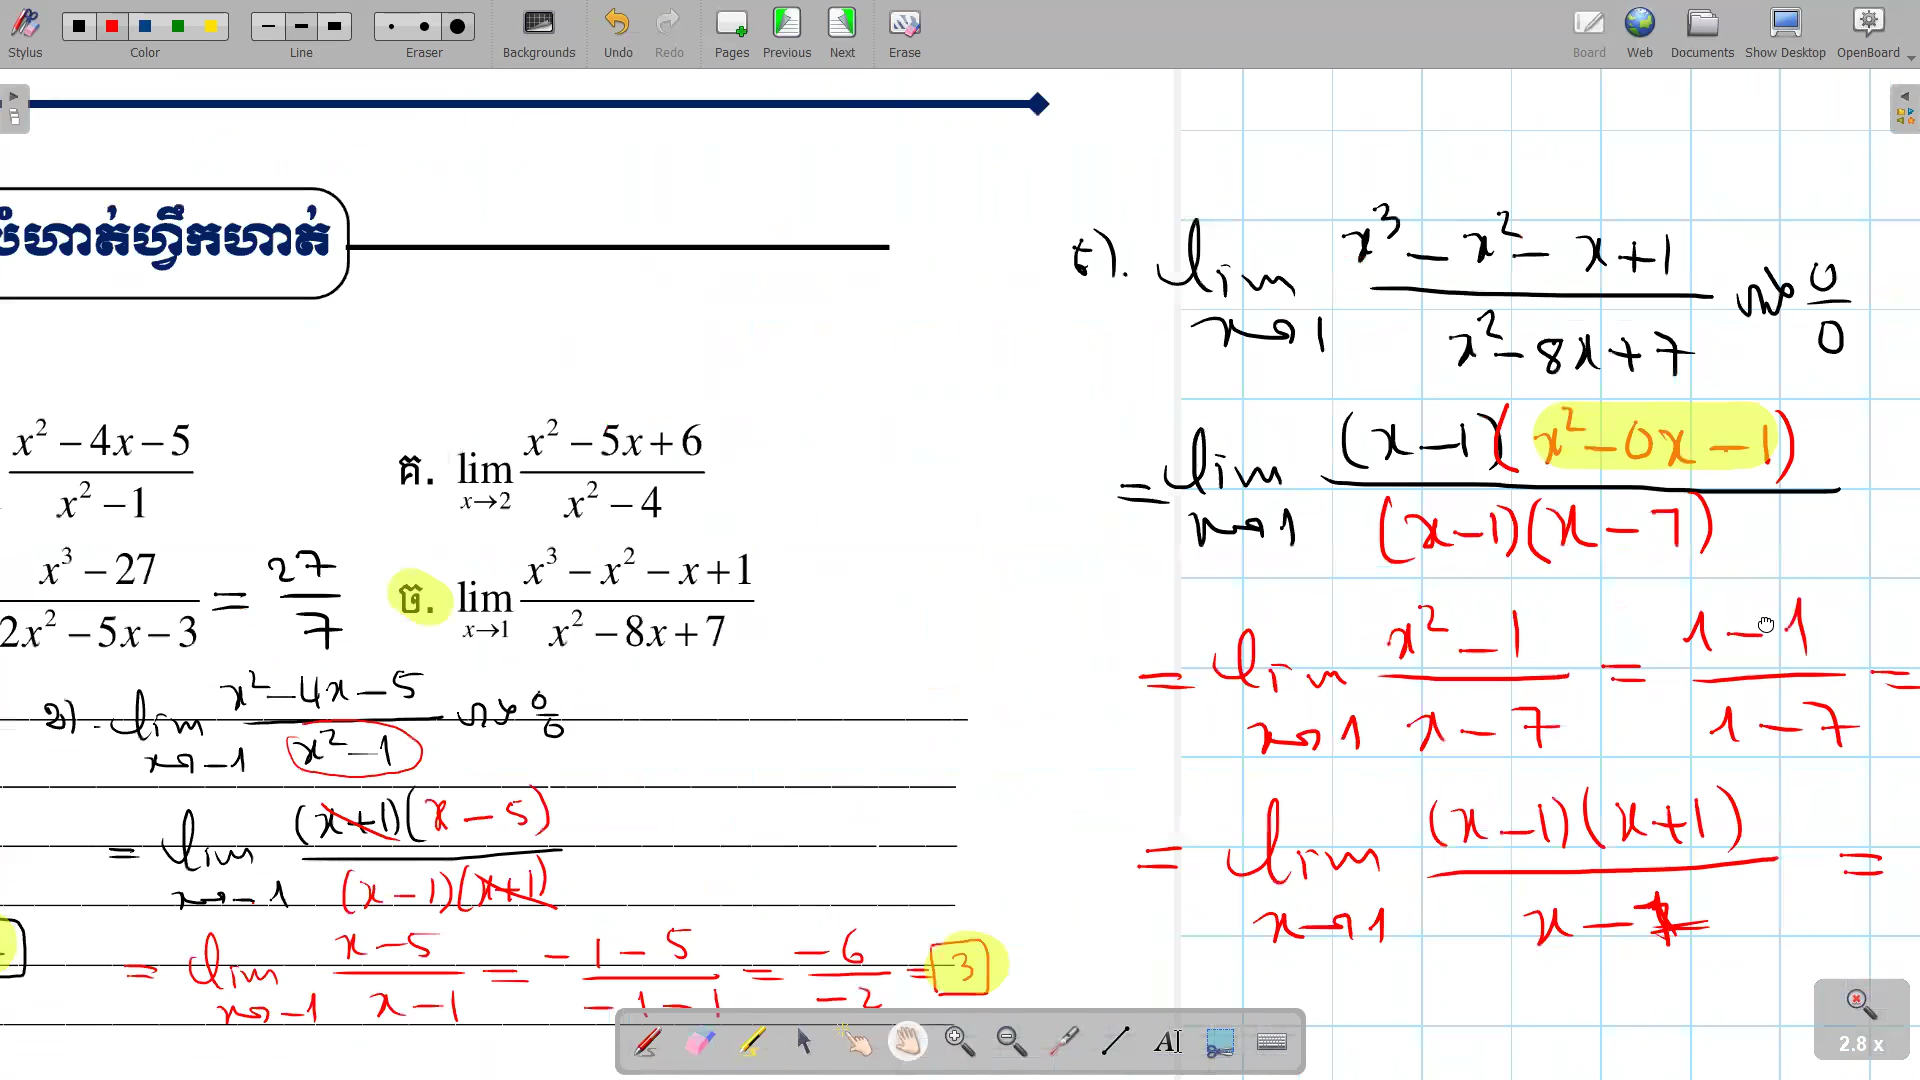 Stylus Color Line Eraser Backgrounds Undo Redo Pages Previous Next Erase Board Web Documents Show Desktop OpenBoard
លំហាត់ហ្វឹកហាត់
x² − 4x − 5 / x² − 1
គ. lim x→2 x² − 5x + 6 / x² − 4
x³ − 27 / 2x² − 5x − 3 = 27/7
ច. lim x→1 x³ − x² − x + 1 / x² − 8x + 7
lim x→−1 x² − 4x − 5 / x² − 1 0/0
= lim x→−1 (x+1)(x − 5) / (x − 1)(x+1)
= lim x→−1 x − 5 / x − 1 = −1 − 5 / −1 − 1 = −6 / −2 = 3
lim x→1 x³ − x² − x + 1 / x² − 8x + 7 0/0
= lim x→1 (x − 1)(x² − 0x − 1) / (x − 1)(x − 7)
= lim x→1 x² − 1 / x − 7 = 1 − 1 / 1 − 7 =
= lim x→1 (x − 1)(x + 1) / x − =
2.8 x